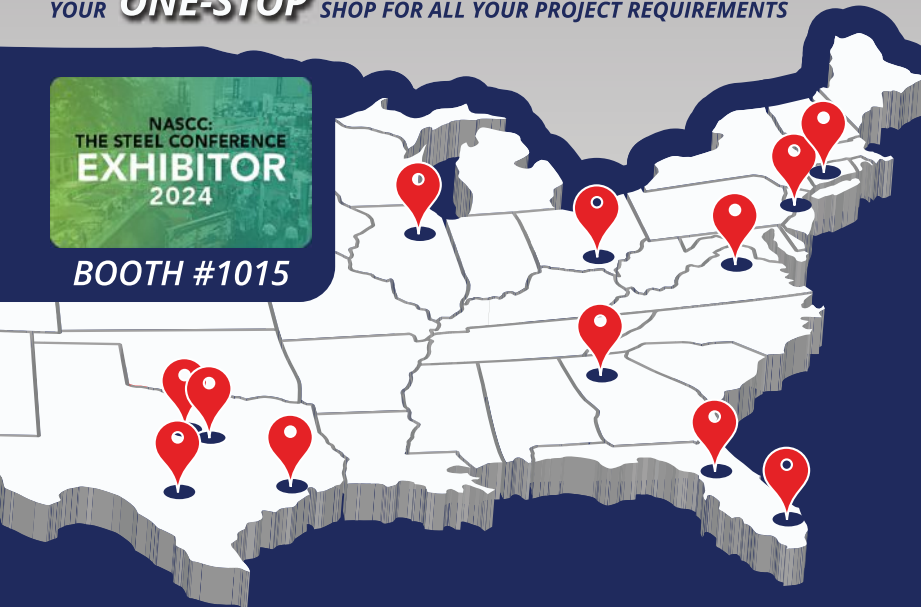 YOUR ONE-STOP SHOP FOR ALL YOUR PROJECT REQUIREMENTS
NASCC:
THE STEEL CONFERENCE
EXHIBITOR
2024
BOOTH #1015